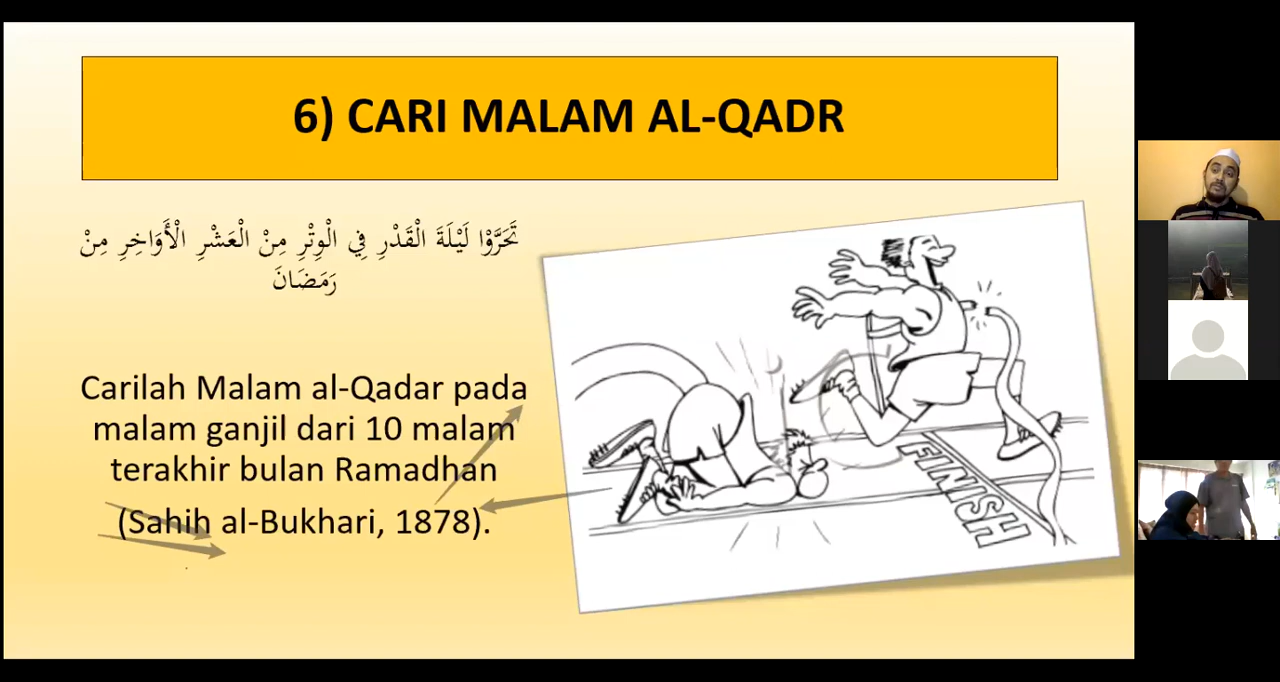 6) CARI MALAM AL-QADR
تَحَرَّوْا لَيْلَةَ الْقَدْرِ فِي الْوِتْرِ مِنْ الْعَشْرِ الْأَوَاخِرِ مِنْ
رَمَضَانَ
Carilah Malam al-Qadar pada
malam ganjil dari 10 malam
terakhir bulan Ramadhan
(Sahih al-Bukhari, 1878).
FINISH